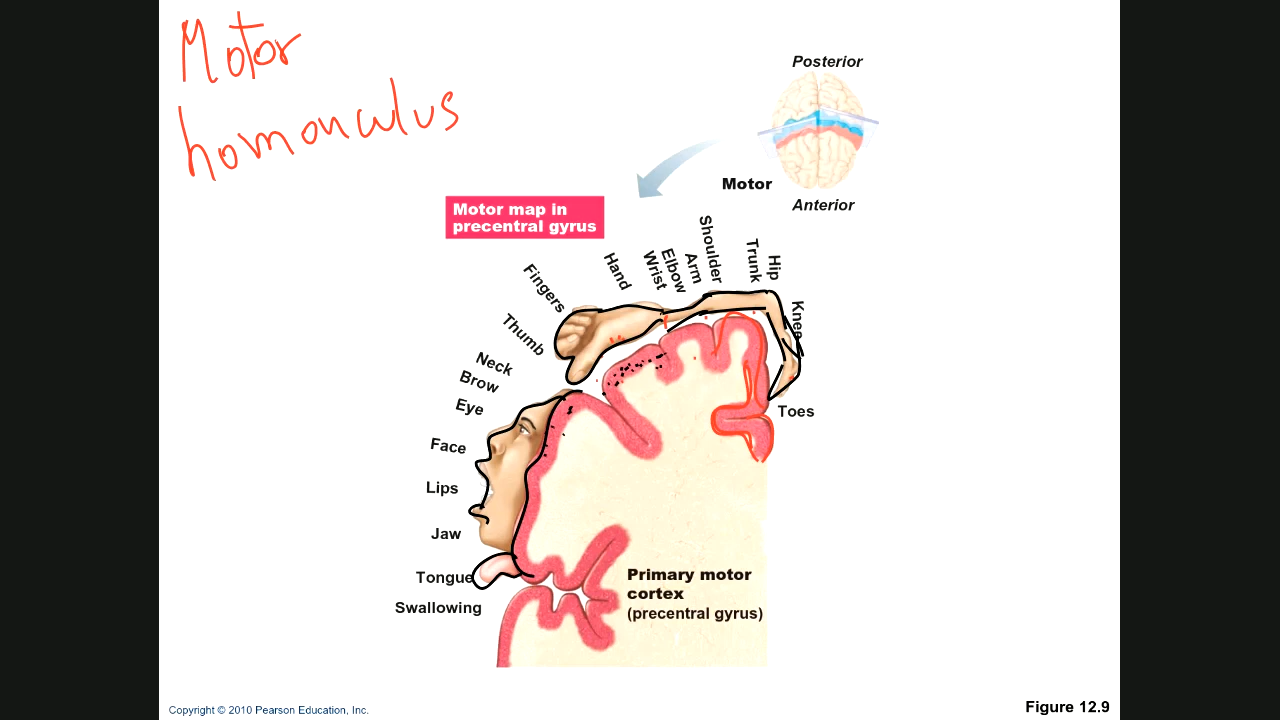 Motor
homonculus
Posterior
Motor
Anterior
Motor map in
precentral gyrus
Fingers
Hand
Wrist
Elbow
Arm
Shoulder
Trunk
Hip
Knee
Thumb
Neck
Brow
Eye
Face
Lips
Jaw
Tongue
Swallowing
Toes
Primary motor
cortex
(precentral gyrus)
Copyright © 2010 Pearson Education, Inc.
Figure 12.9